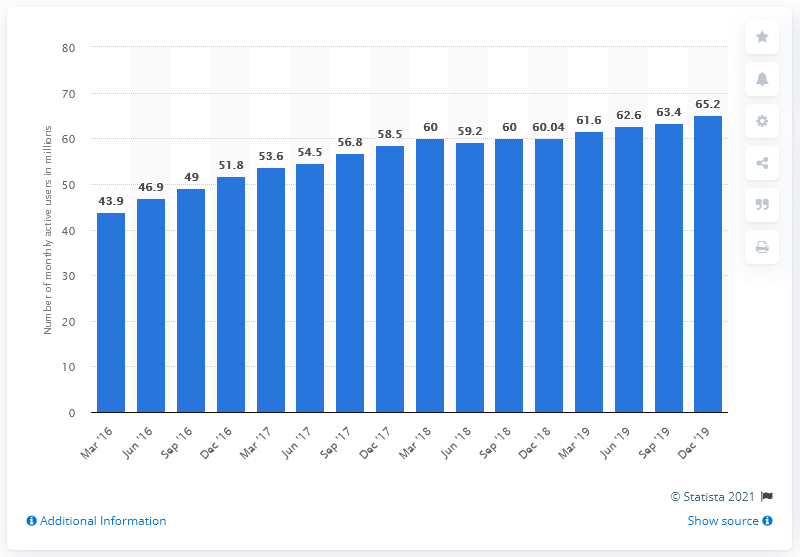 Number of monthly active users in millions
80
70
60
50
40
30
20
10
0
43.9
46.9
49
51.8
53.6
54.5
56.8
58.5
60
59.2
60
60.04
61.6
62.6
63.4
65.2
Mar '16
Jun '16
Sep '16
Dec '16
Mar '17
Jun '17
Sep '17
Dec '17
Mar '18
Jun '18
Sep '18
Dec '18
Mar '19
Jun '19
Sep '19
Dec '19
© Statista 2021
Additional Information
Show source